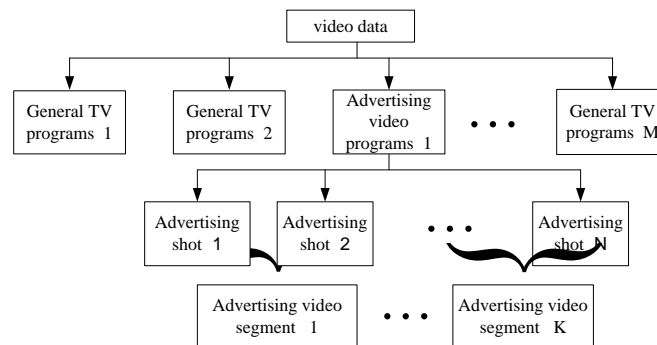 video data
General TV
programs 1
General TV
programs 2
Advertising
video
programs 1
General TV
programs M
Advertising
shot 1
Advertising
shot 2
Advertising
shot N
Advertising video
segment 1
Advertising video
segment K